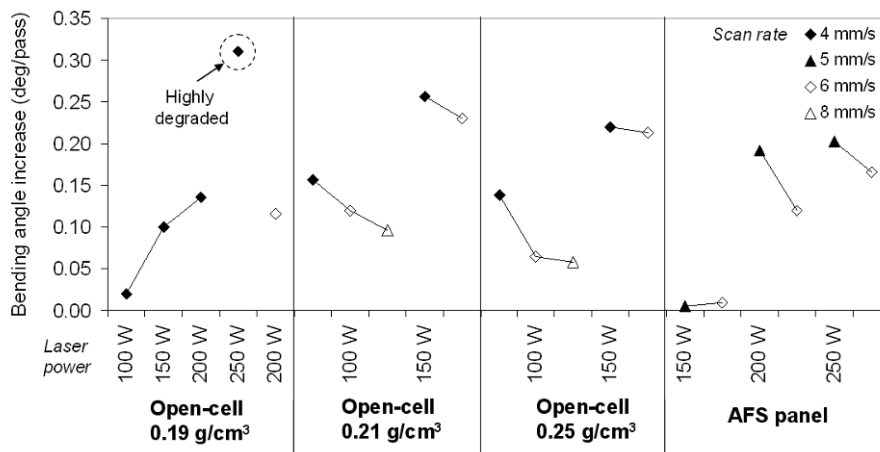 Bending angle increase (deg/pass)
0.35
0.30
0.25
0.20
0.15
0.10
0.05
0.00
Highly
degraded
Scan rate
4 mm/s
5 mm/s
6 mm/s
8 mm/s
Laser
power
100 W
150 W
200 W
250 W
200 W
100 W
150 W
100 W
150 W
150 W
200 W
250 W
Open-cell
0.19 g/cm³
Open-cell
0.21 g/cm³
Open-cell
0.25 g/cm³
AFS panel